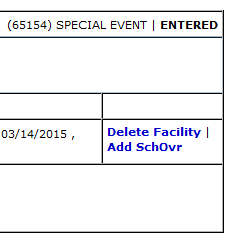 (65154) SPECIAL EVENT | ENTERED
03/14/2015 ,
Delete Facility |
Add SchOvr